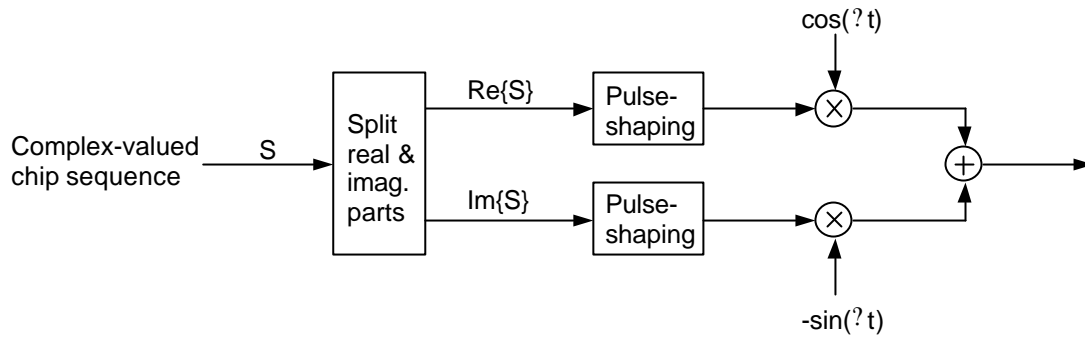 cos(?t)
Re{S}
Pulse-
shaping
Complex-valued
chip sequence
S
Split
real &
imag.
parts
Im{S}
Pulse-
shaping
-sin(?t)